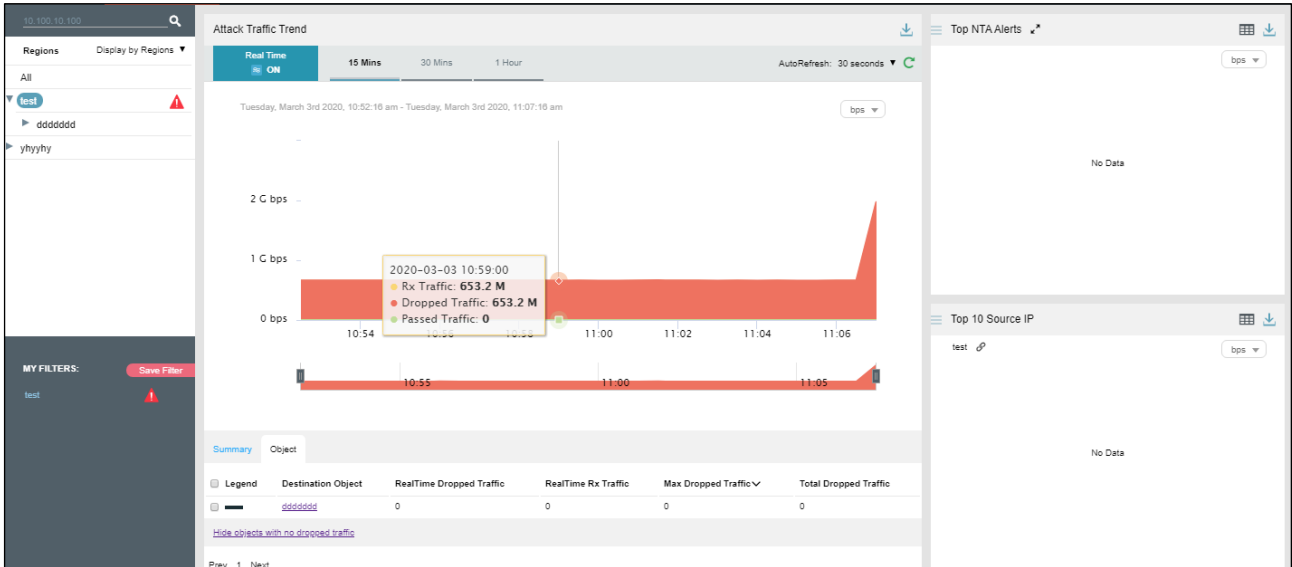 10.100.10.100
Regions Display by Regions ▼
All
test
ddddddd
yhyyhy
MY FILTERS: Save Filter
test
Attack Traffic Trend
Real Time
ON
15 Mins 30 Mins 1 Hour
AutoRefresh: 30 seconds ▼
Tuesday, March 3rd 2020, 10:52:16 am - Tuesday, March 3rd 2020, 11:07:16 am
bps
2 G bps
1 G bps
0 bps
2020-03-03 10:59:00
Rx Traffic: 653.2 M
Dropped Traffic: 653.2 M
Passed Traffic: 0
10:54 10:56 10:58 11:00 11:02 11:04 11:06
10:55 11:00 11:05
Summary Object
Legend Destination Object RealTime Dropped Traffic RealTime Rx Traffic Max Dropped Traffic Total Dropped Traffic
ddddddd 0 0 0 0
Hide objects with no dropped traffic
Prev 1 Next
Top NTA Alerts
bps
No Data
Top 10 Source IP
test
bps
No Data